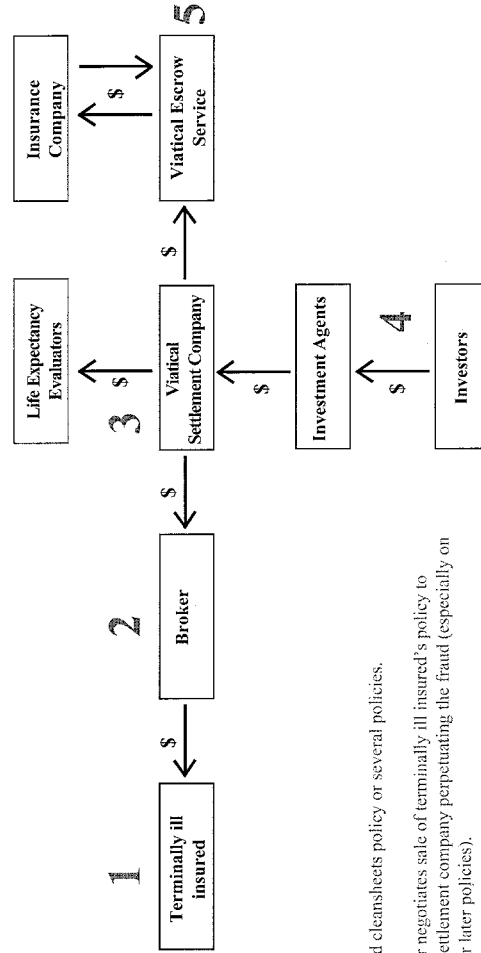 1
Terminally ill
insured
$
2
Broker
$
3
Life Expectancy
Evaluators
$
Viatical
Settlement Company
$
Investment Agents
$
4
Investors
$
Insurance
Company
$
Viatical Escrow
Service
5
d cleansheets policy or several policies.
r negotiates sale of terminally ill insured's policy to
ettlement company perpetuating the fraud (especially on
r later policies).